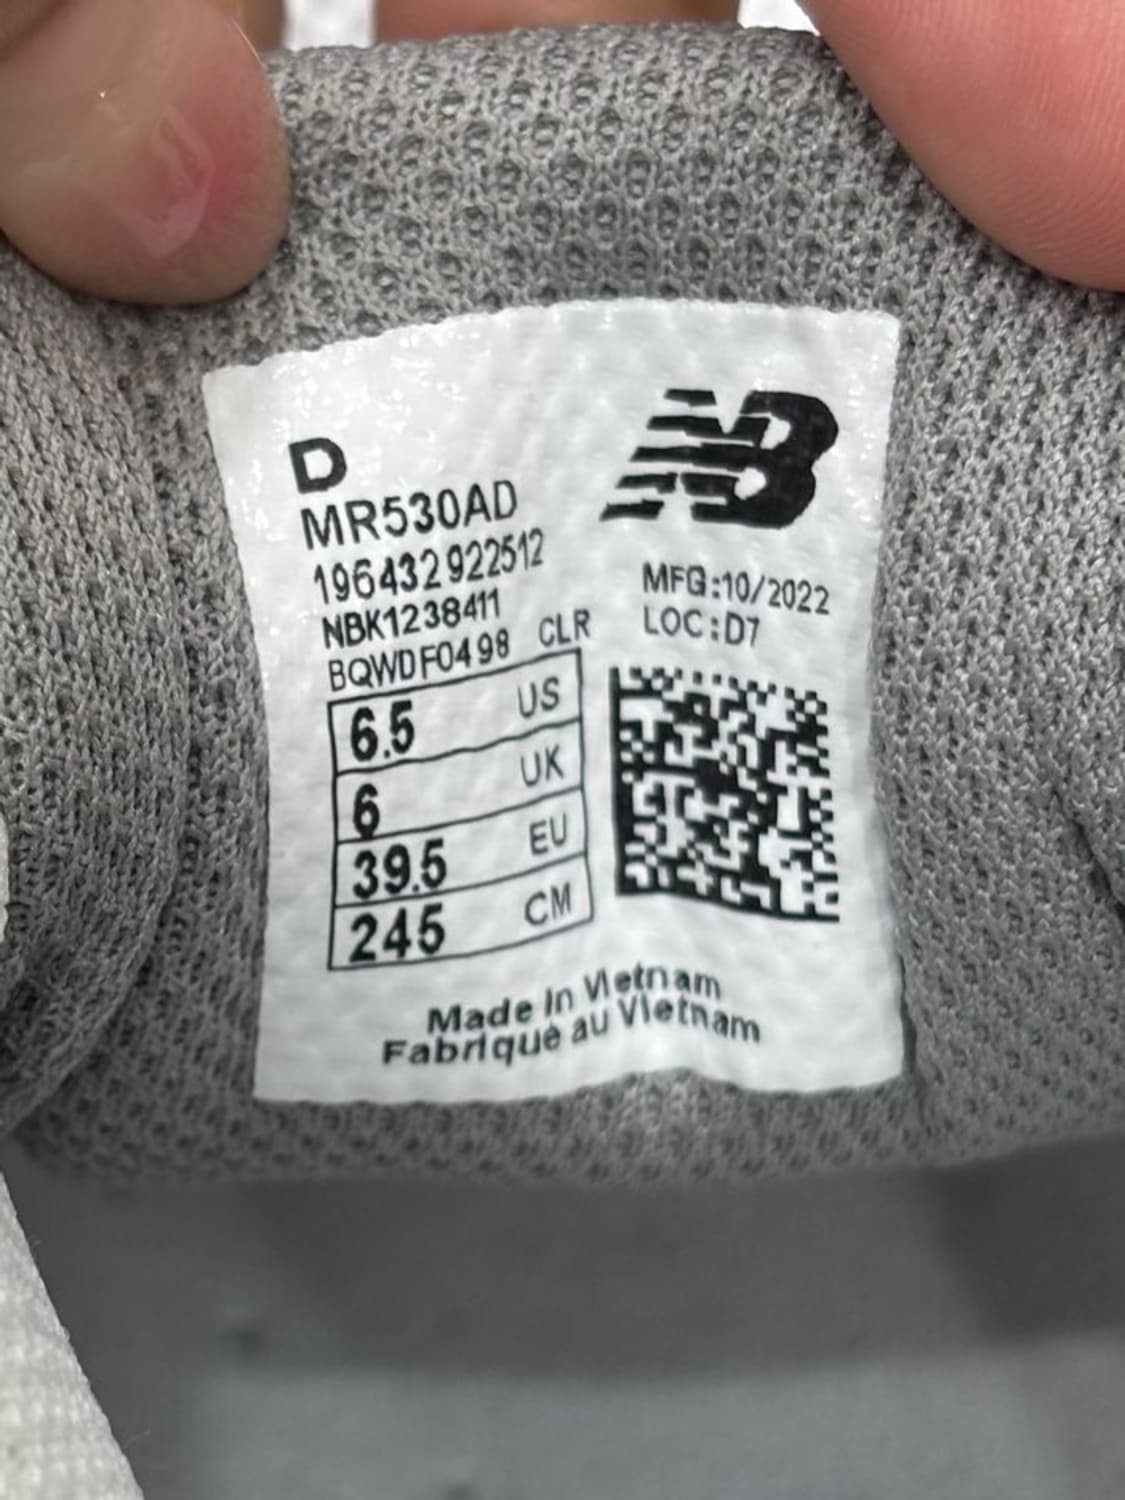 D
MR530AD
196432922512
NBK1238411
BQWDF0498 CLR
6.5 US
6 UK
39.5 EU
245 CM
NB
MFG:10/2022
LOC:D7
Made In Vietnam
Fabriqué au Vietnam